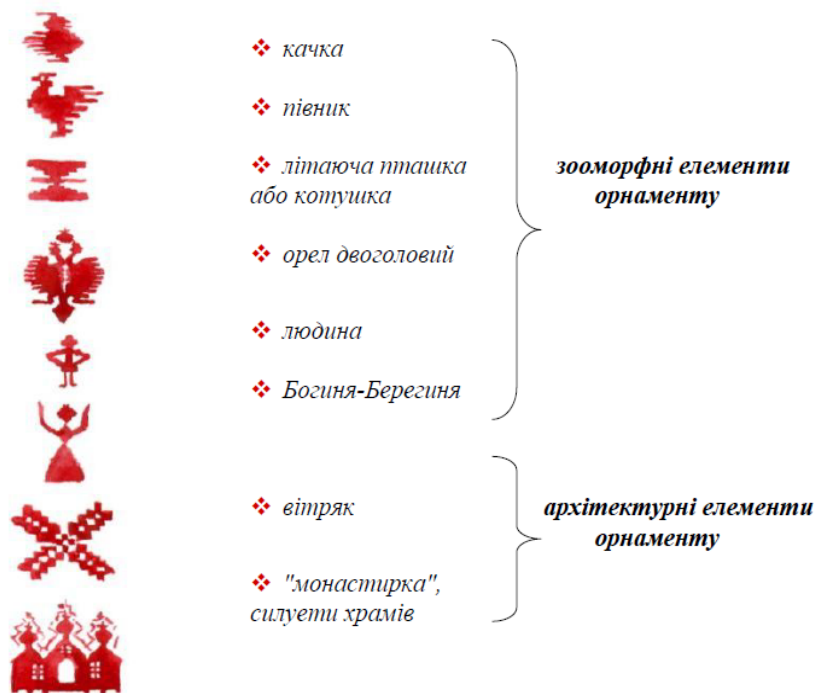 ❖ качка
❖ півник
❖ літаюча пташка
або котушка
зооморфні елементи
орнаменту
❖ орел двоголовий
❖ людина
❖ Богиня-Берегиня
❖ вітряк
архітектурні елементи
орнаменту
❖ "монастирка",
силуети храмів